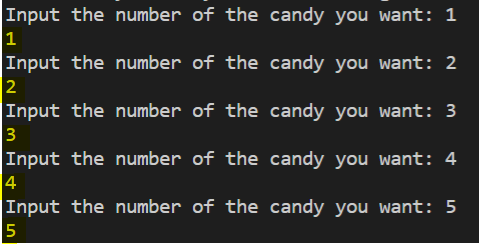 Input the number of the candy you want: 1
1
Input the number of the candy you want: 2
2
Input the number of the candy you want: 3
3
Input the number of the candy you want: 4
4
Input the number of the candy you want: 5
5